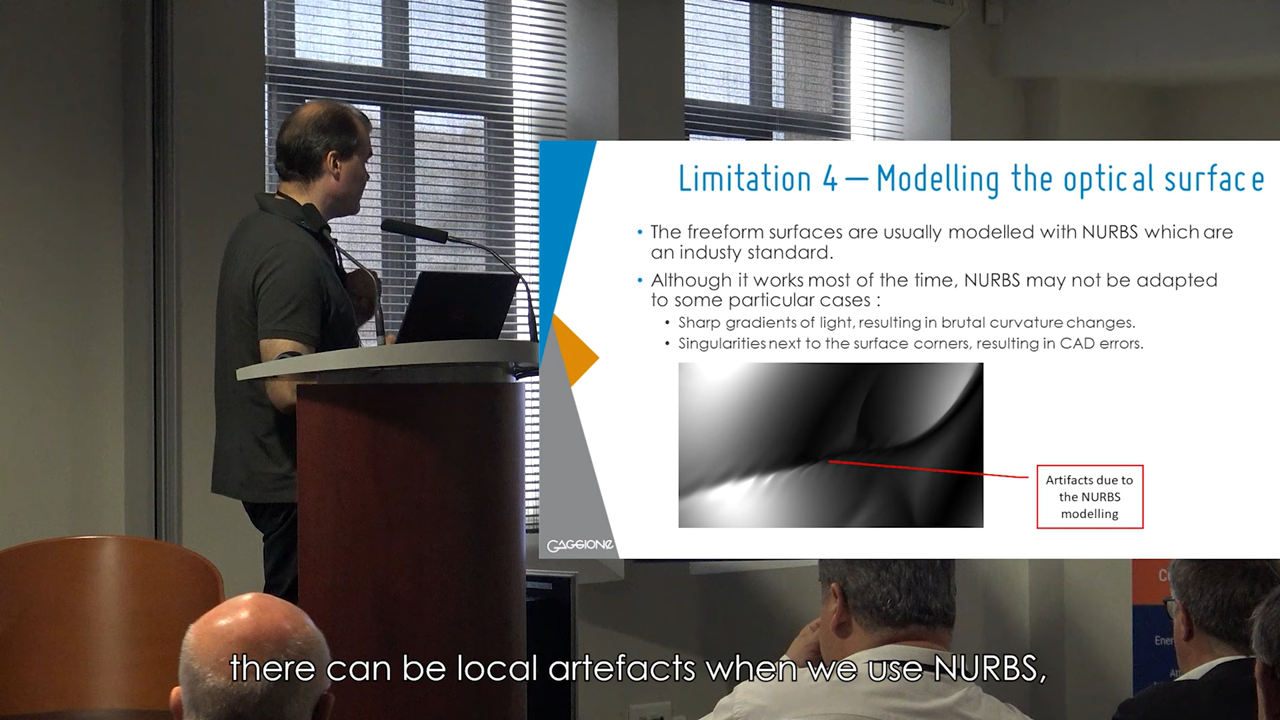 Limitation 4 — Modelling the optical surface
• The freeform surfaces are usually modelled with NURBS which are
an industy standard.
• Although it works most of the time, NURBS may not be adapted
to some particular cases :
• Sharp gradients of light, resulting in brutal curvature changes.
• Singularities next to the surface corners, resulting in CAD errors.
Artifacts due to
the NURBS
modelling
GAGGIONE
there can be local artefacts when we use NURBS,